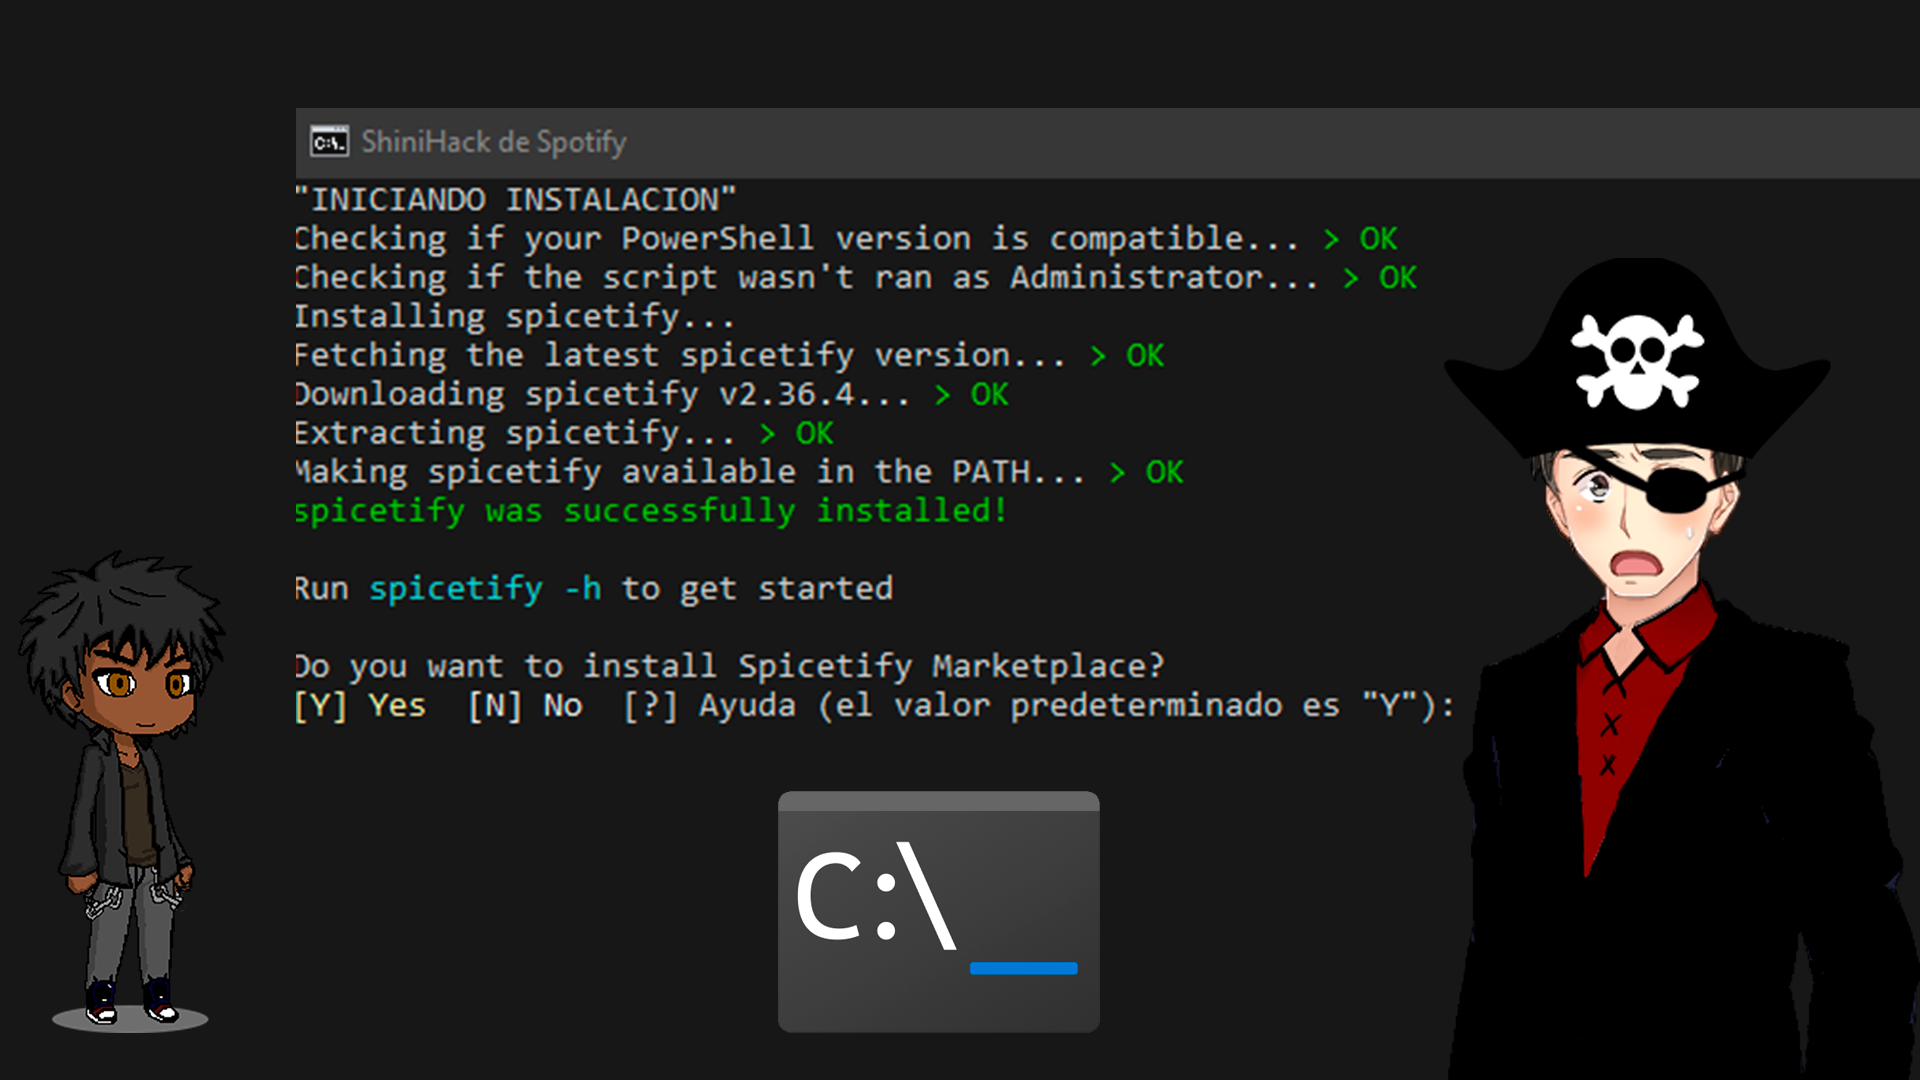 C:\. ShiniHack de Spotify
"INICIANDO INSTALACION"
Checking if your PowerShell version is compatible... > OK
Checking if the script wasn't ran as Administrator... > OK
Installing spicetify...
Fetching the latest spicetify version... > OK
Downloading spicetify v2.36.4... > OK
Extracting spicetify... > OK
Making spicetify available in the PATH... > OK
spicetify was successfully installed!
Run spicetify -h to get started
Do you want to install Spicetify Marketplace?
[Y] Yes  [N] No  [?] Ayuda (el valor predeterminado es "Y"):
C:\_